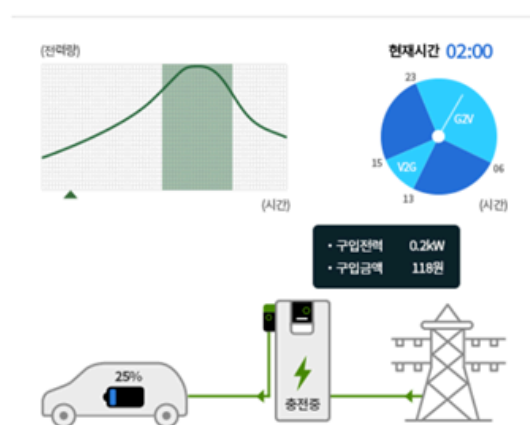 (전력량)
현재시간 02:00
23
G2V
15
V2G
06
13
(시간)
(시간)
• 구입전력 0.2kW
• 구입금액 118원
25%
충전중